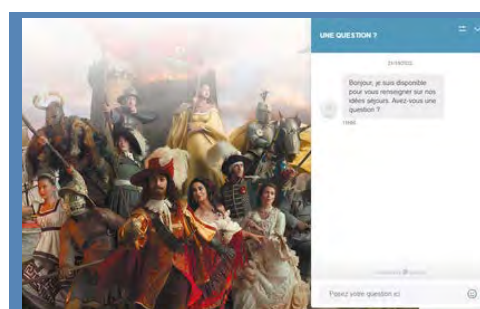 UNE QUESTION ?
Bonjour, je suis disponible
pour vous renseigner sur nos
idées séjours. Avez-vous une
question ?
Posez votre question ici